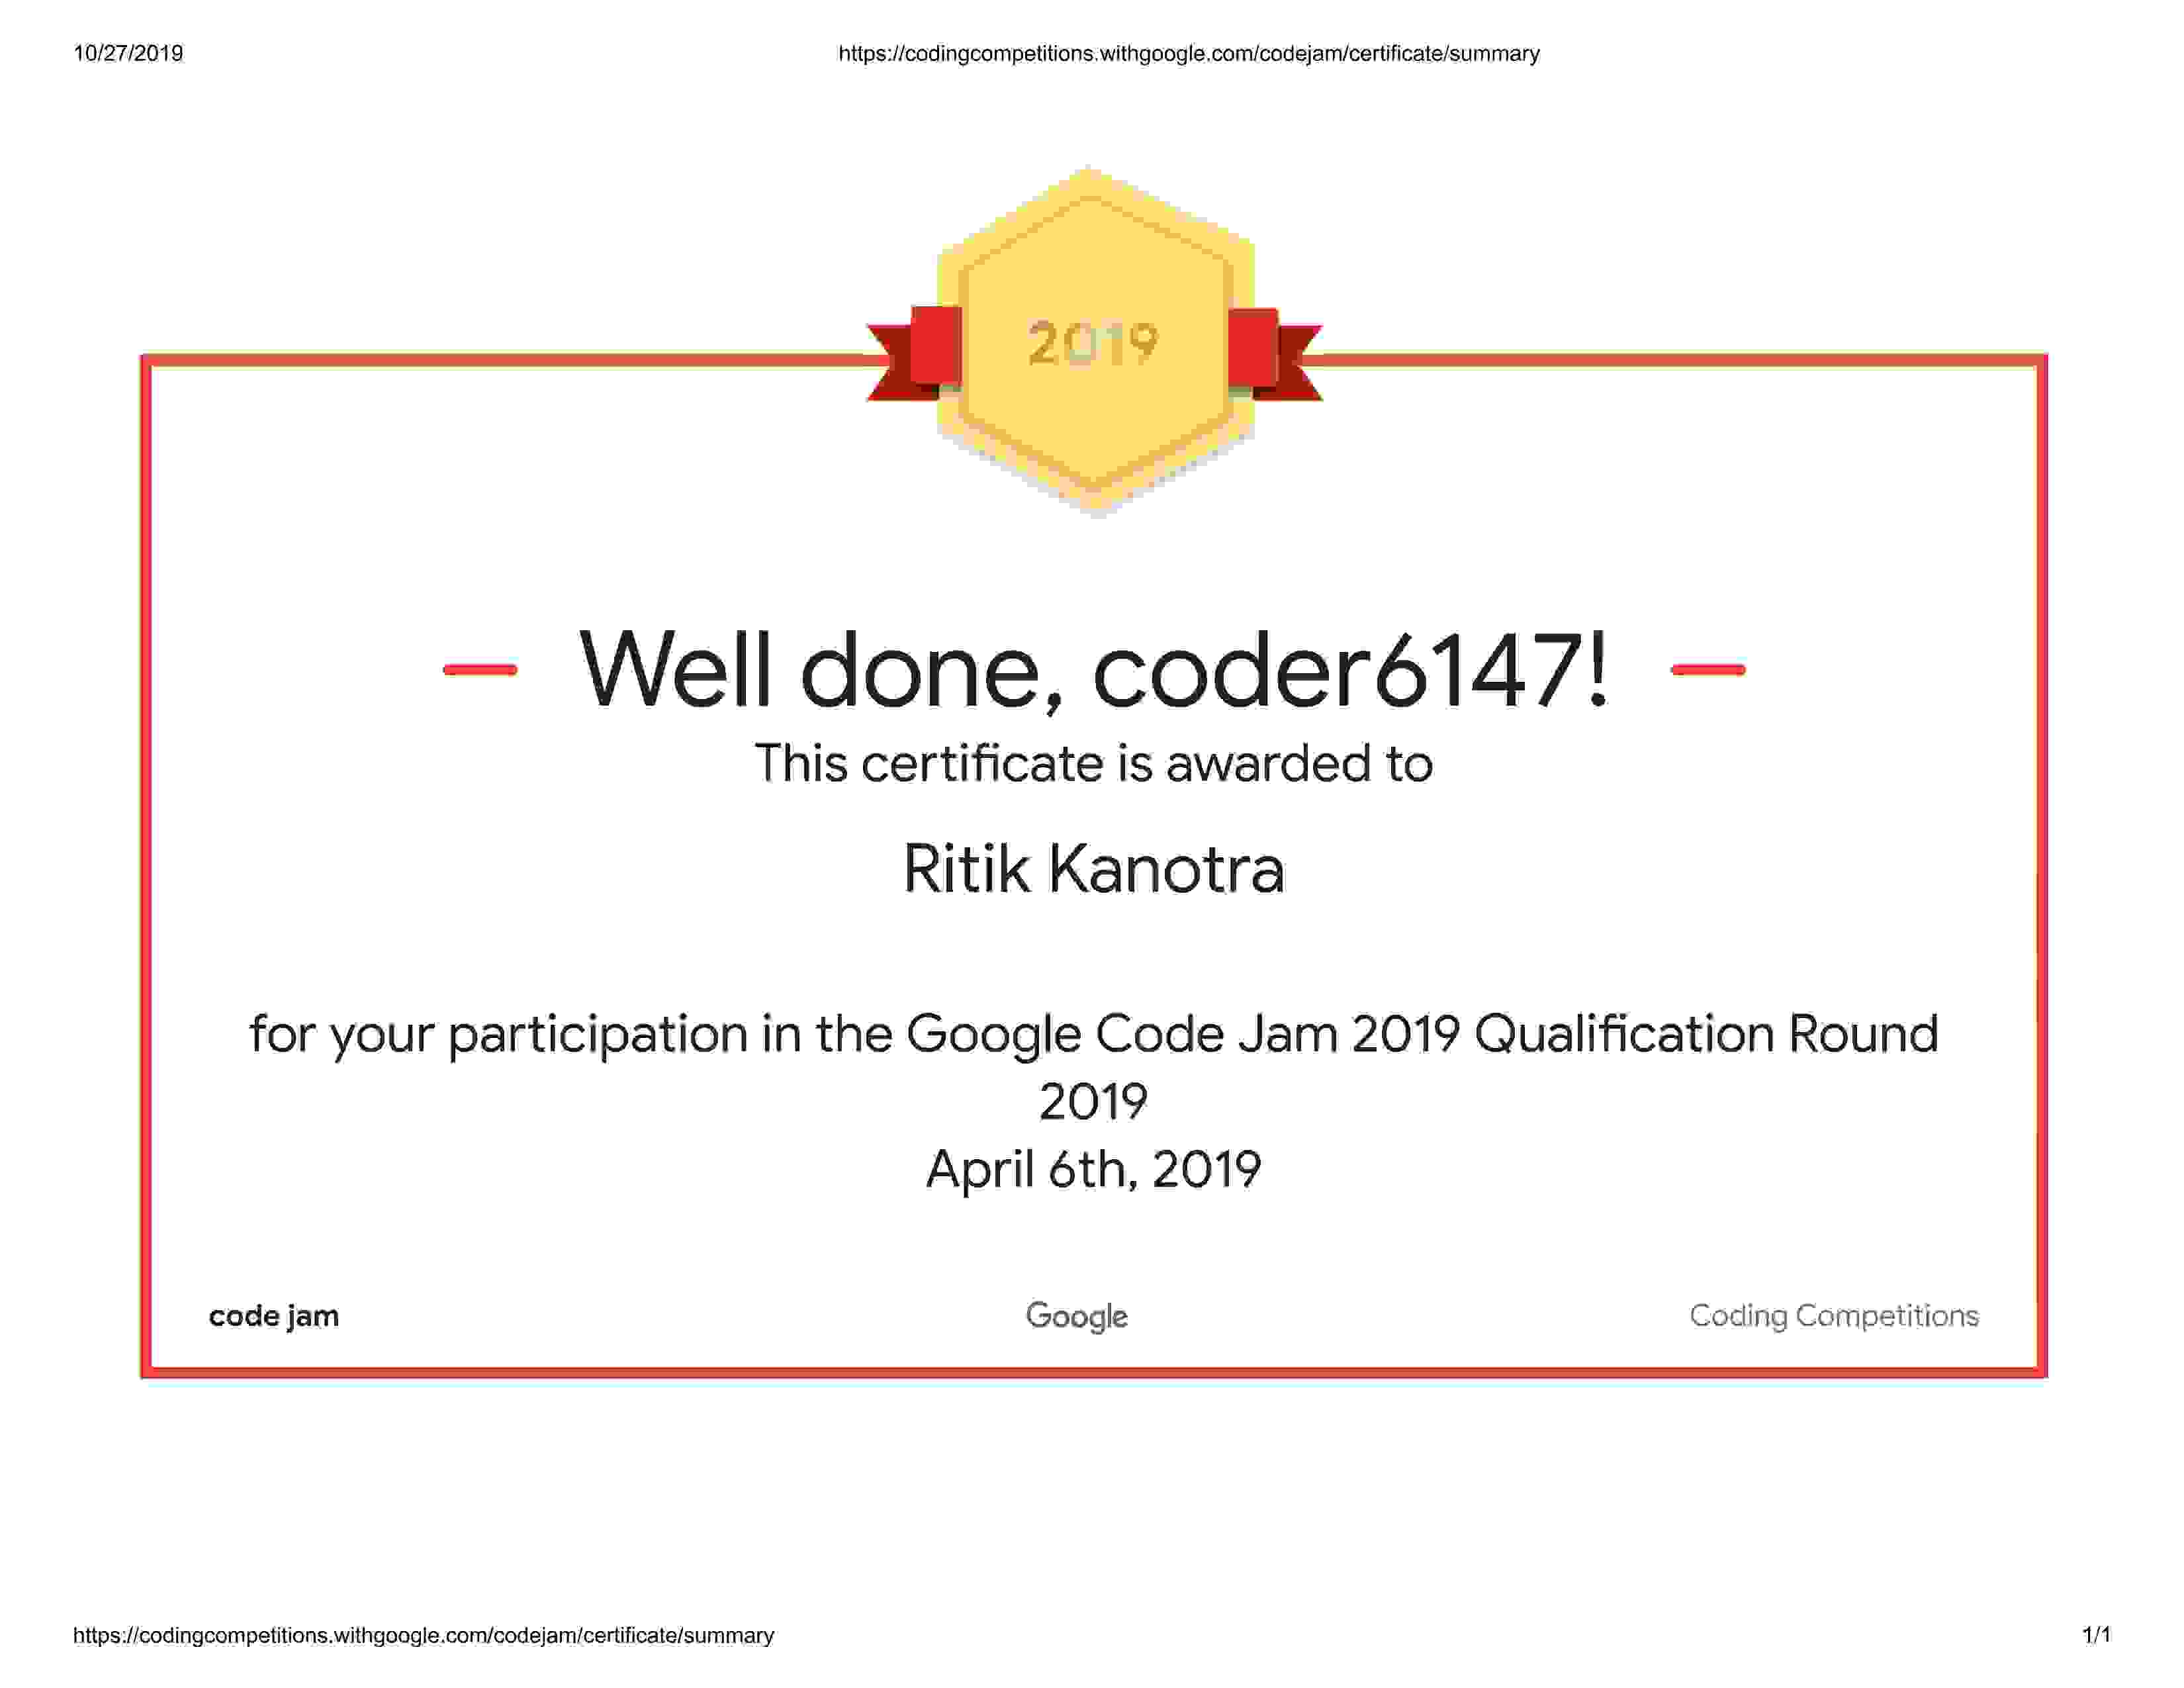 10/27/2019
https://codingcompetitions.withgoogle.com/codejam/certificate/summary
2019
Well done, coder6147!
This certificate is awarded to
Ritik Kanotra
for your participation in the Google Code Jam 2019 Qualification Round
2019
April 6th, 2019
code jam
Google
Coding Competitions
https://codingcompetitions.withgoogle.com/codejam/certificate/summary
1/1